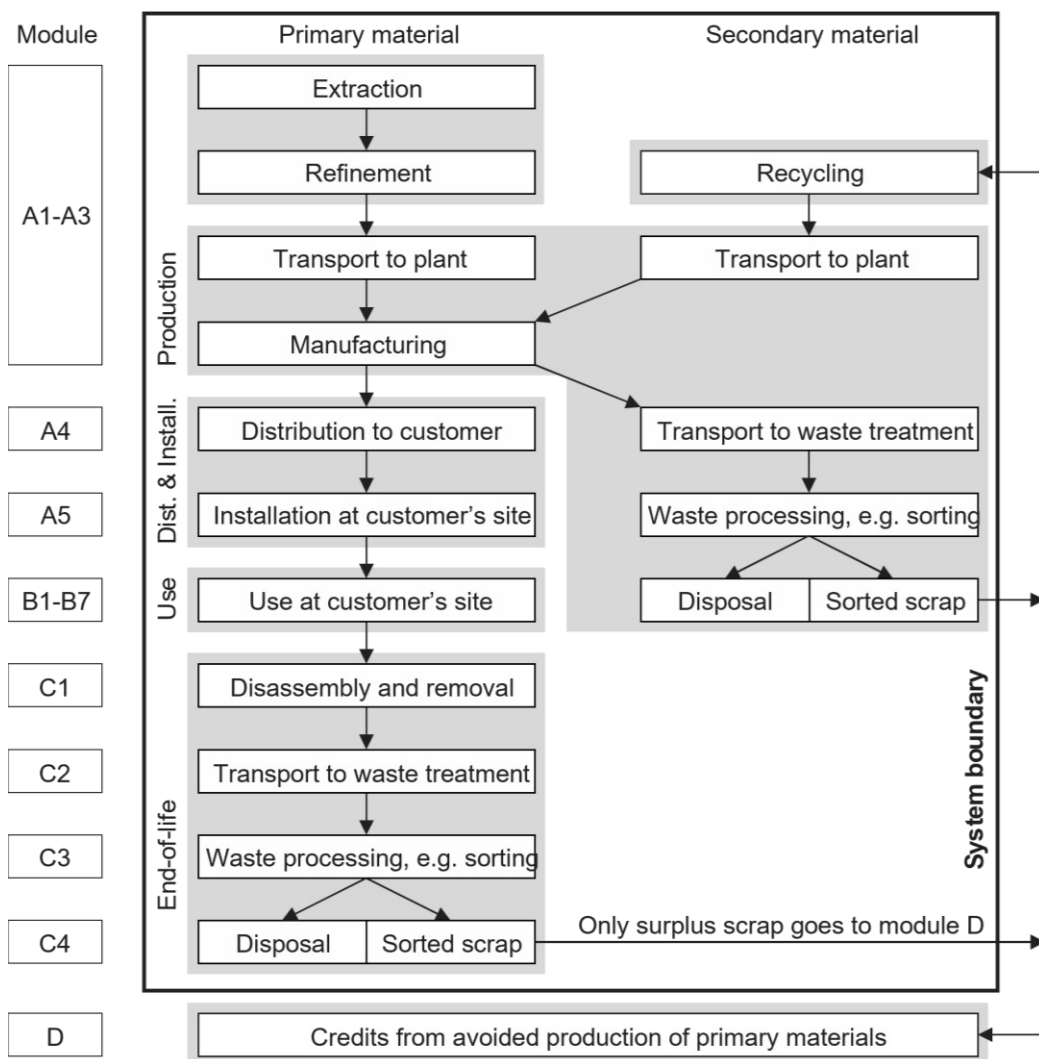 Module
Primary material
Secondary material
A1-A3
Extraction
Refinement
Recycling
Production
Transport to plant
Transport to plant
Manufacturing
A4
Dist. & Install.
Distribution to customer
Transport to waste treatment
A5
Installation at customer's site
Waste processing, e.g. sorting
B1-B7
Use
Use at customer's site
Disposal
Sorted scrap
C1
Disassembly and removal
System boundary
C2
Transport to waste treatment
End-of-life
C3
Waste processing, e.g. sorting
C4
Disposal
Sorted scrap
Only surplus scrap goes to module D
D
Credits from avoided production of primary materials